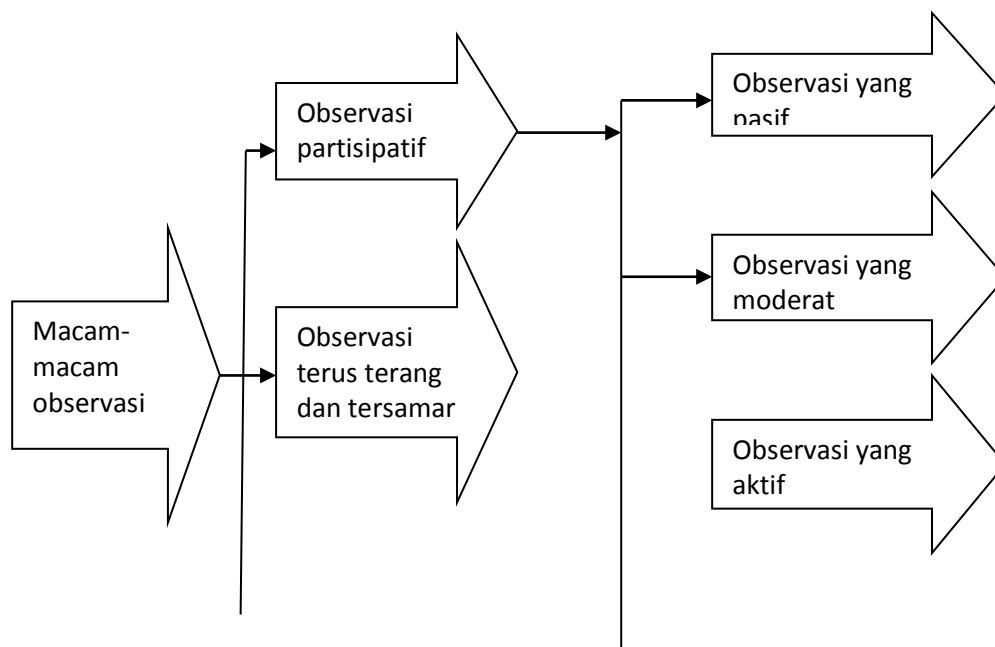 Macam-
macam
observasi
Observasi
partisipatif
Observasi
terus terang
dan tersamar
Observasi yang
pasif
Observasi yang
moderat
Observasi yang
aktif